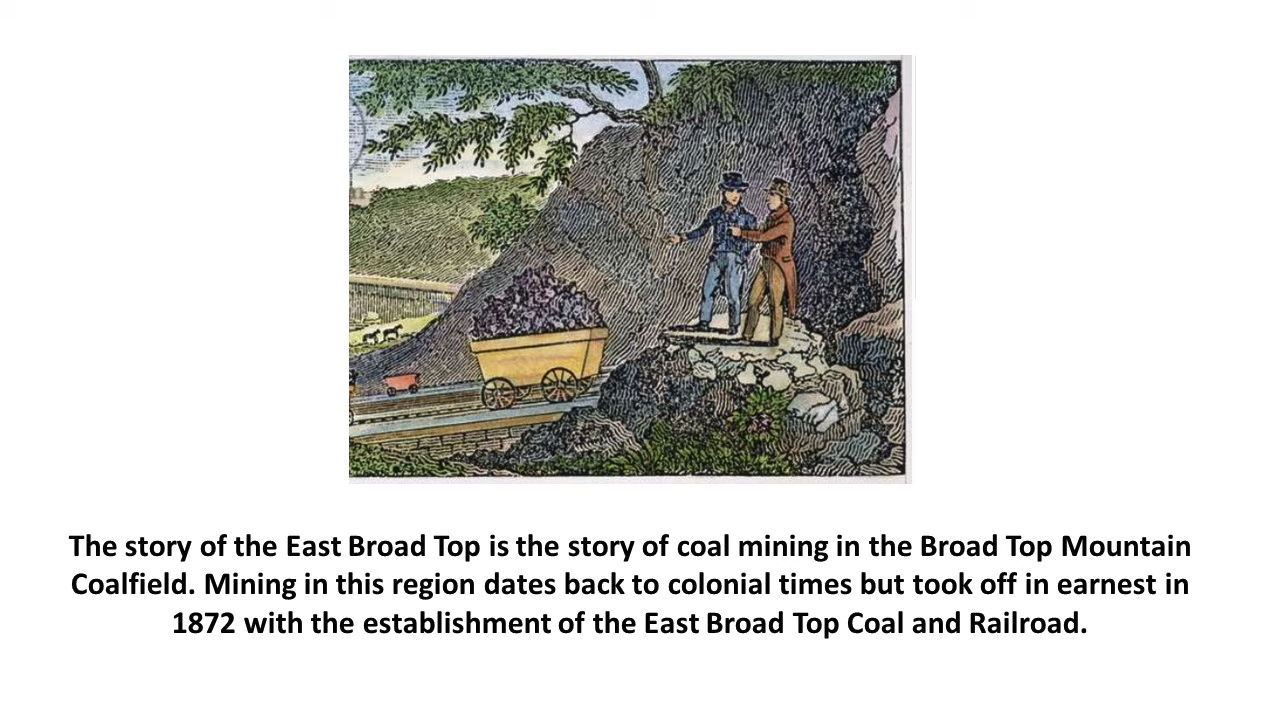 The story of the East Broad Top is the story of coal mining in the Broad Top Mountain
Coalfield. Mining in this region dates back to colonial times but took off in earnest in
1872 with the establishment of the East Broad Top Coal and Railroad.